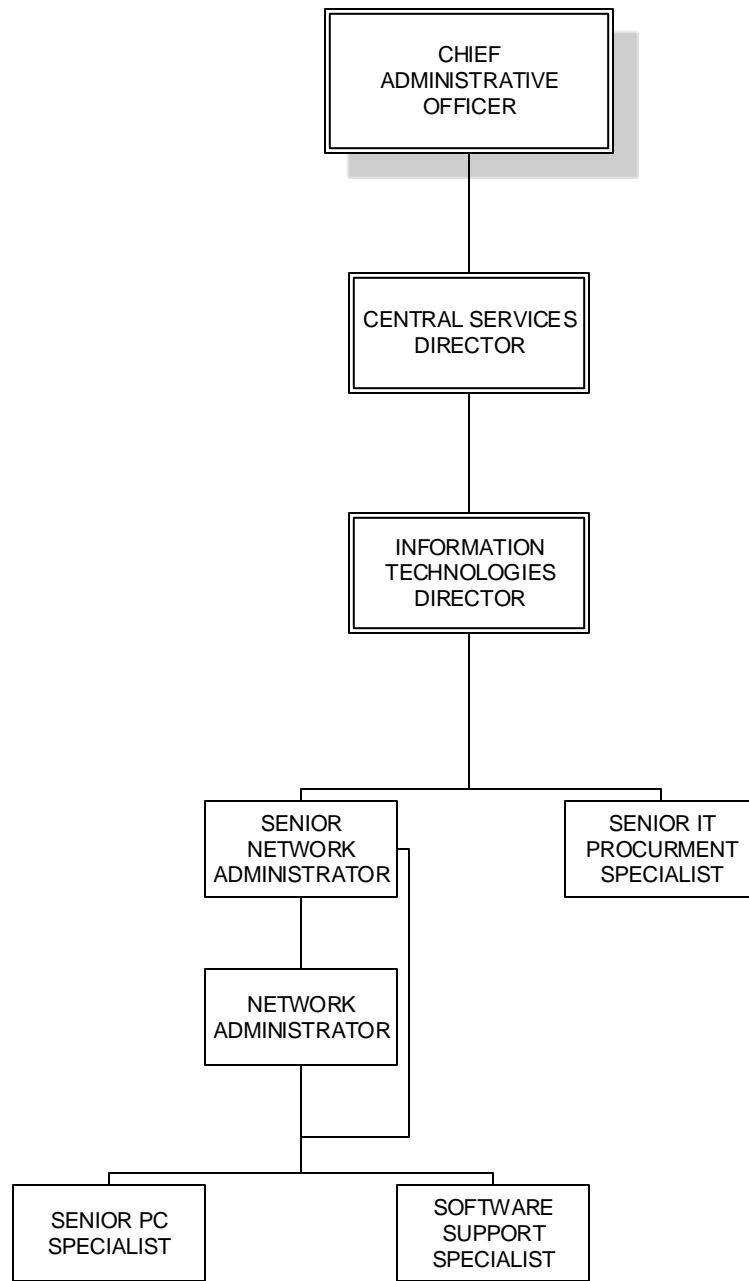 CHIEF
ADMINISTRATIVE
OFFICER
CENTRAL SERVICES
DIRECTOR
INFORMATION
TECHNOLOGIES
DIRECTOR
SENIOR
NETWORK
ADMINISTRATOR
SENIOR IT
PROCURMENT
SPECIALIST
NETWORK
ADMINISTRATOR
SENIOR PC
SPECIALIST
SOFTWARE
SUPPORT
SPECIALIST